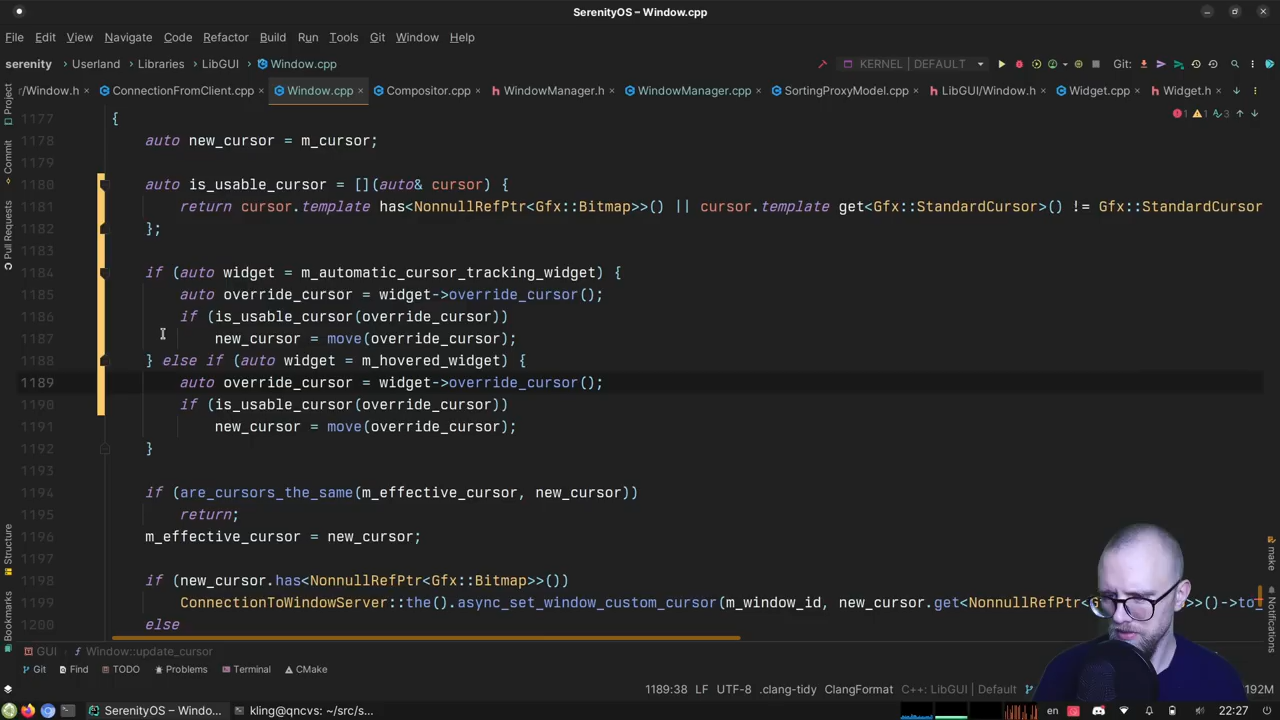 SerenityOS – Window.cpp
File Edit View Navigate Code Refactor Build Run Tools Git Window Help
serenity Userland Libraries LibGUI Window.cpp KERNEL | DEFAULT Git:
r/Window.h ConnectionFromClient.cpp Window.cpp Compositor.cpp WindowManager.h WindowManager.cpp SortingProxyModel.cpp LibGUI/Window.h Widget.cpp Widget.h
Project
Commit
Pull Requests
Structure
Bookmarks
make
Notifications
1 1 3
1177 {
1178 auto new_cursor = m_cursor;
1179
1180 auto is_usable_cursor = [](auto& cursor) {
1181 return cursor.template has<NonnullRefPtr<Gfx::Bitmap>>() || cursor.template get<Gfx::StandardCursor>() != Gfx::StandardCursor
1182 };
1183
1184 if (auto widget = m_automatic_cursor_tracking_widget) {
1185 auto override_cursor = widget->override_cursor();
1186 if (is_usable_cursor(override_cursor))
1187 new_cursor = move(override_cursor);
1188 } else if (auto widget = m_hovered_widget) {
1189 auto override_cursor = widget->override_cursor();
1190 if (is_usable_cursor(override_cursor))
1191 new_cursor = move(override_cursor);
1192 }
1193
1194 if (are_cursors_the_same(m_effective_cursor, new_cursor))
1195 return;
1196 m_effective_cursor = new_cursor;
1197
1198 if (new_cursor.has<NonnullRefPtr<Gfx::Bitmap>>())
1199 ConnectionToWindowServer::the().async_set_window_custom_cursor(m_window_id, new_cursor.get<NonnullRefPtr<G >>()->to_
1200 else
GUI Window::update_cursor
Git Find TODO Problems Terminal CMake
1189:38 LF UTF-8 .clang-tidy ClangFormat C++: LibGUI | Default 192M
SerenityOS – Windo... kling@qncvs: ~/src/s... en 22:27